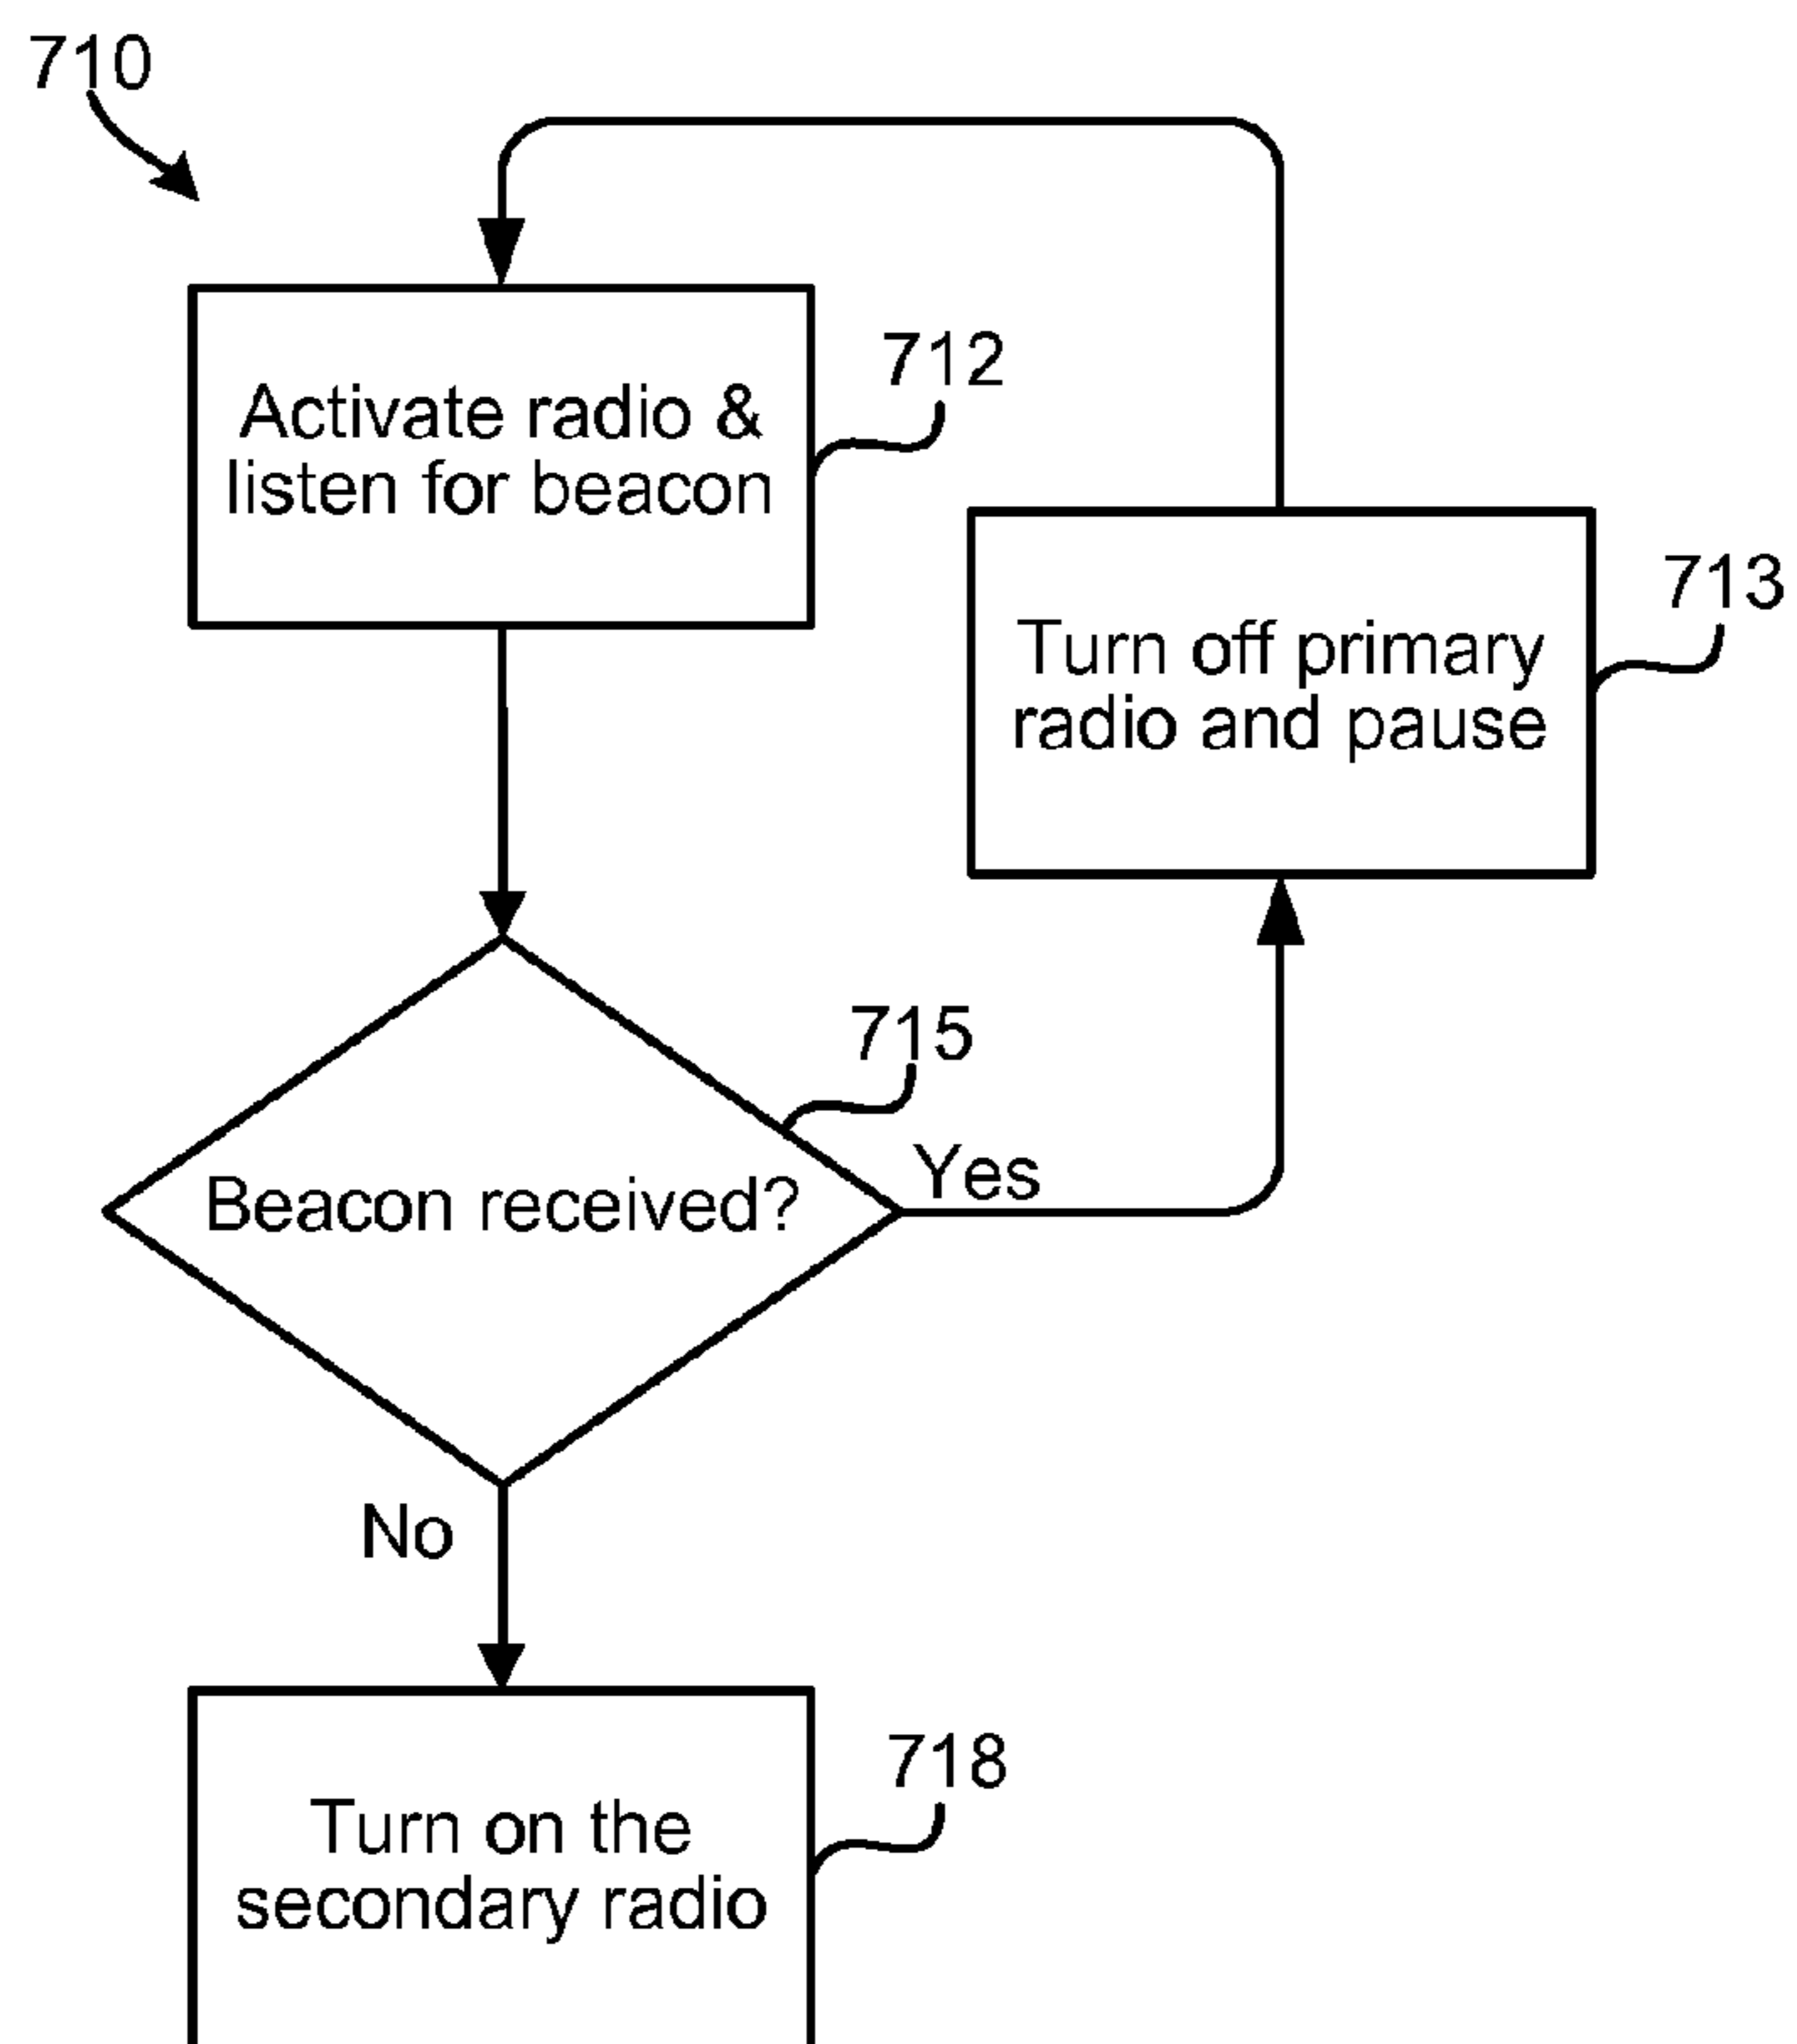 710
Activate radio &
listen for beacon
712
Turn off primary
radio and pause
713
Beacon received?
715
Yes
No
Turn on the
secondary radio
718